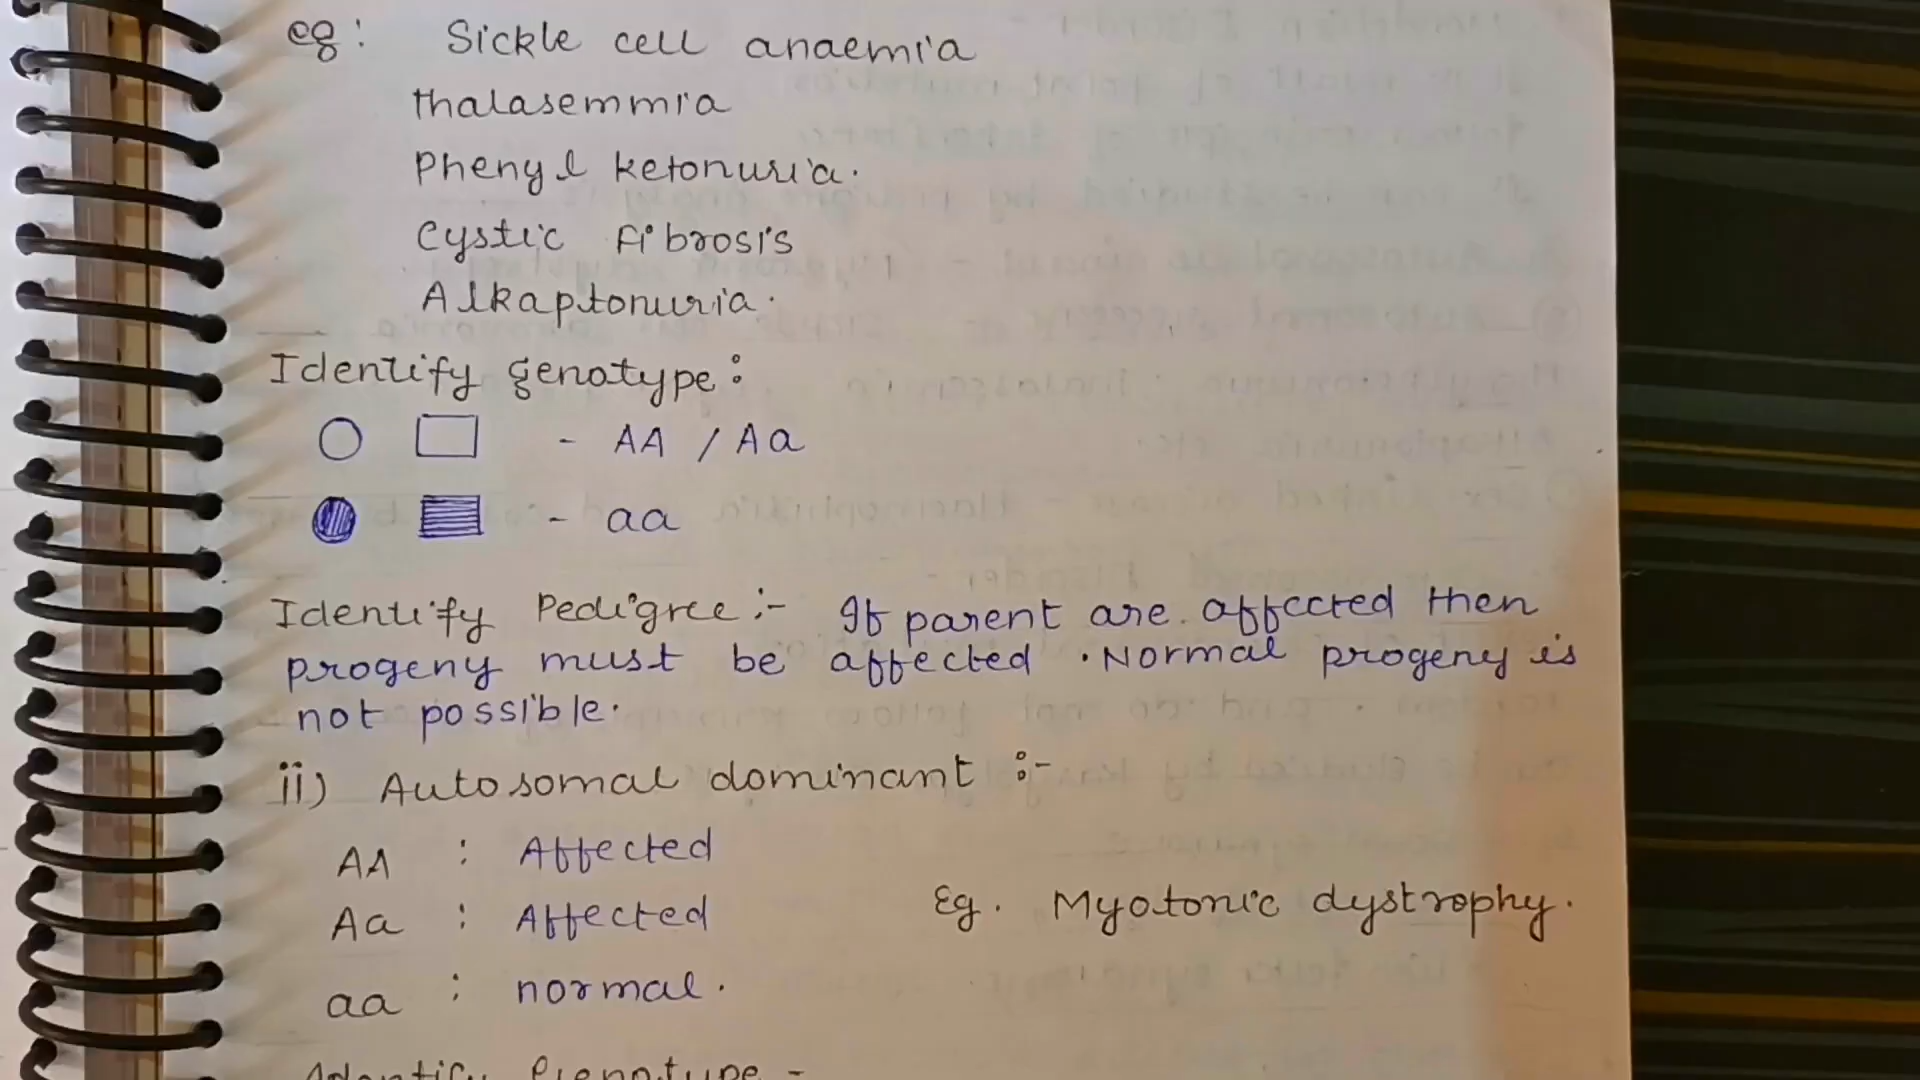 eg: Sickle cell anaemia
thalasemmia
Phenyl ketonuria.
Cystic Fibrosis
Alkaptonuria.
Identify genotype:
- AA / Aa
- aa
Identify Pedigree :- If parent are affected then
progeny must be affected . Normal progeny is
not possible.
ii) Autosomal dominant :-
AA : Affected
Aa : Affected
Eg. Myotonic dystrophy.
aa : normal.